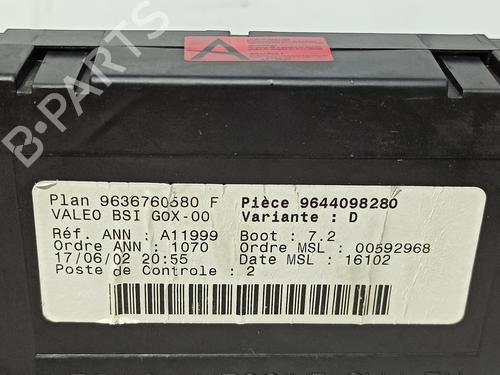 A
B-PARTS
Plan 9636760580 F Pièce 9644098280
VALEO BSI G0X-00 Variante : D
Réf. ANN : A11999 Boot : 7.2
Ordre ANN : 1070 Ordre MSL : 00592968
17/06/02 20:55 Date MSL : 16102
Poste de Controle : 2